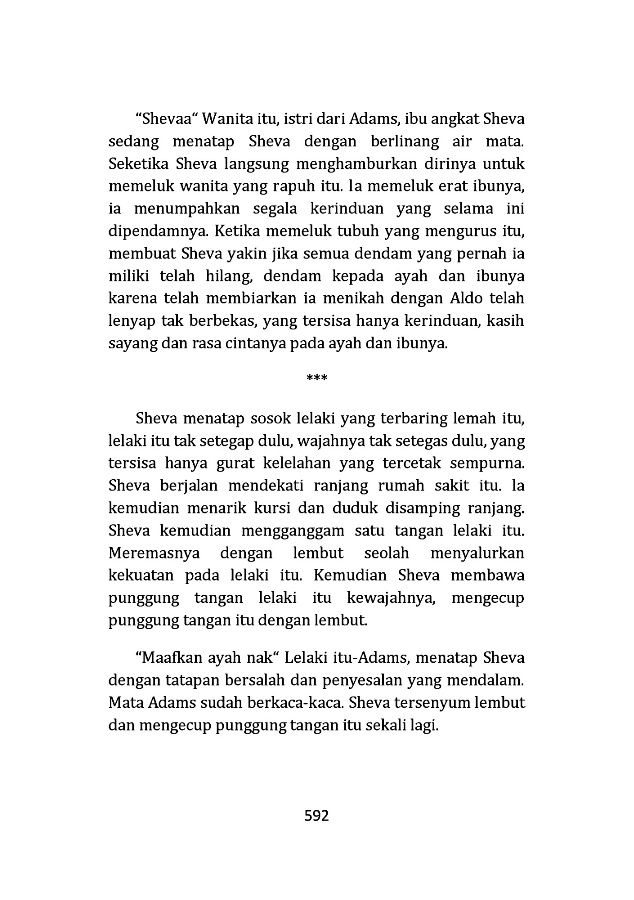 “Shevaa“ Wanita itu, istri dari Adams, ibu angkat Sheva
sedang menatap Sheva dengan berlinang air mata.
Seketika Sheva langsung menghamburkan dirinya untuk
memeluk wanita yang rapuh itu. Ia memeluk erat ibunya,
ia menumpahkan segala kerinduan yang selama ini
dipendamnya. Ketika memeluk tubuh yang mengurus itu,
membuat Sheva yakin jika semua dendam yang pernah ia
miliki telah hilang, dendam kepada ayah dan ibunya
karena telah membiarkan ia menikah dengan Aldo telah
lenyap tak berbekas, yang tersisa hanya kerinduan, kasih
sayang dan rasa cintanya pada ayah dan ibunya.
***
Sheva menatap sosok lelaki yang terbaring lemah itu,
lelaki itu tak setegap dulu, wajahnya tak setegas dulu, yang
tersisa hanya gurat kelelahan yang tercetak sempurna.
Sheva berjalan mendekati ranjang rumah sakit itu. Ia
kemudian menarik kursi dan duduk disamping ranjang.
Sheva kemudian mengganggam satu tangan lelaki itu.
Meremasnya dengan lembut seolah menyalurkan
kekuatan pada lelaki itu. Kemudian Sheva membawa
punggung tangan lelaki itu kewajahnya, mengecup
punggung tangan itu dengan lembut.
“Maafkan ayah nak“ Lelaki itu-Adams, menatap Sheva
dengan tatapan bersalah dan penyesalan yang mendalam.
Mata Adams sudah berkaca-kaca. Sheva tersenyum lembut
dan mengecup punggung tangan itu sekali lagi.
592